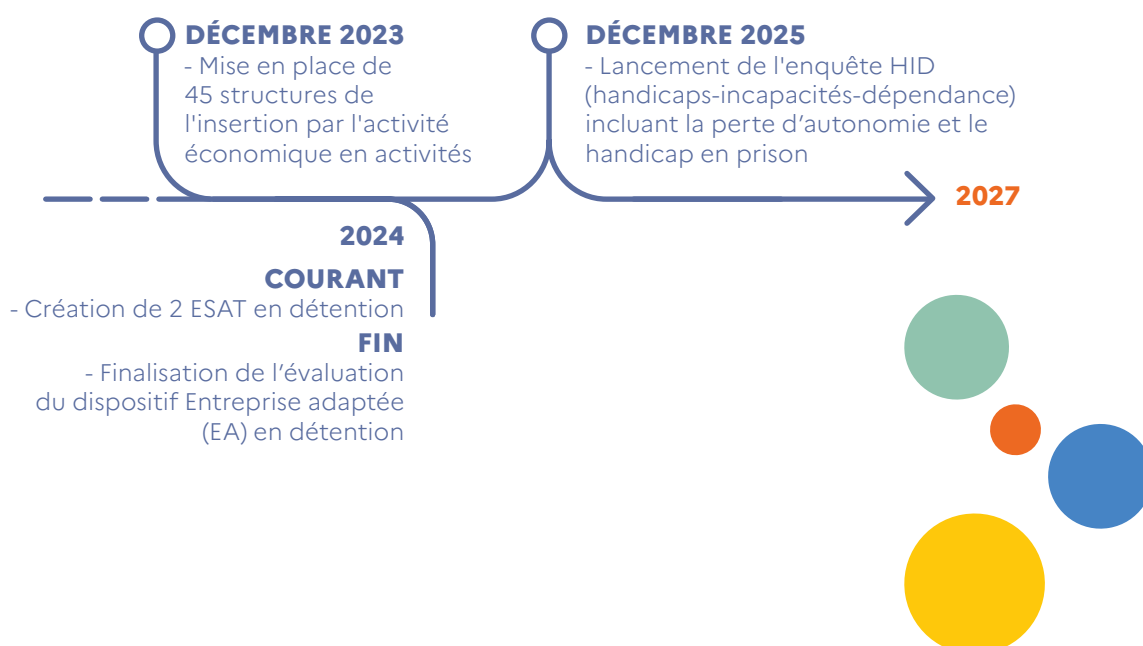 DÉCEMBRE 2023
- Mise en place de
45 structures de
l'insertion par l'activité
économique en activités
DÉCEMBRE 2025
- Lancement de l'enquête HID
(handicaps-incapacités-dépendance)
incluant la perte d’autonomie et le
handicap en prison
2027
2024
COURANT
- Création de 2 ESAT en détention
FIN
- Finalisation de l’évaluation
du dispositif Entreprise adaptée
(EA) en détention